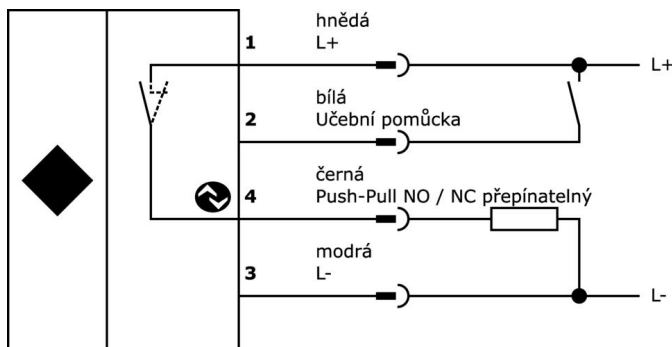 hnědá
1 L+
L+
bílá
2 Učební pomůcka
černá
4 Push-Pull NO / NC přepínatelný
modrá
3 L-
L-